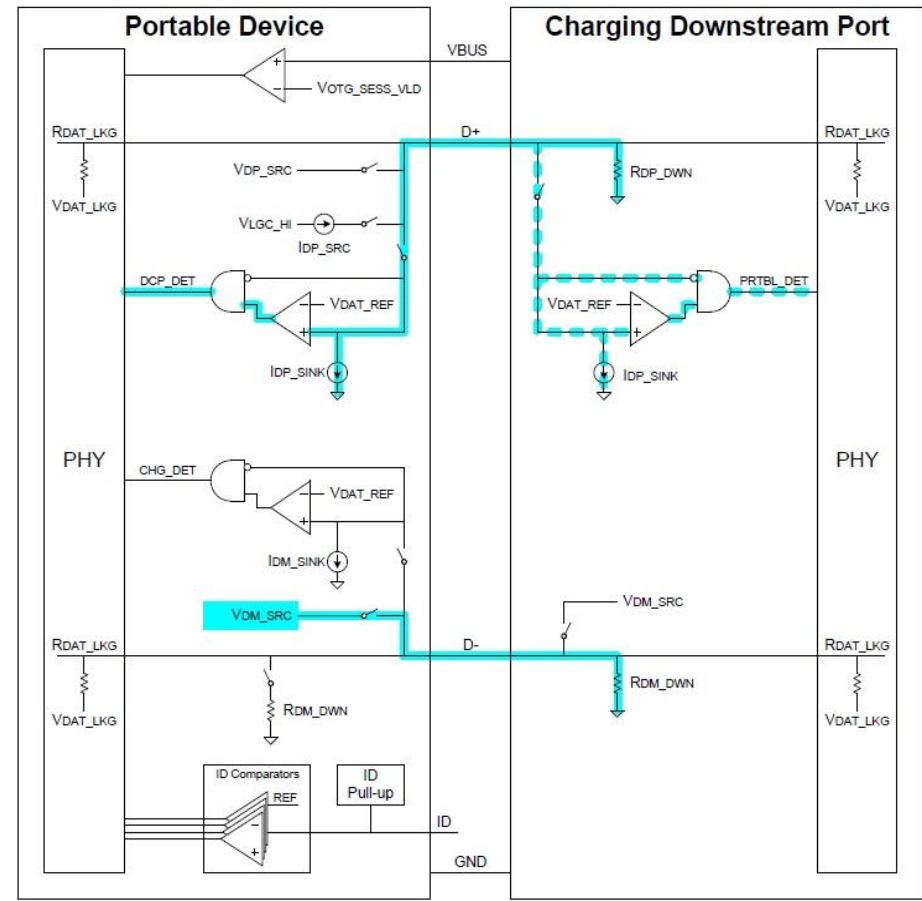 Portable Device
Charging Downstream Port
VBUS
VOTG_SESS_VLD
RDAT_LKG
D+
RDAT_LKG
VDP_SRC
RDP_DWN
VDAT_LKG
VDAT_LKG
VLGC_HI
IDP_SRC
DCP_DET
VDAT_REF
VDAT_REF
PRTBL_DET
IDP_SINK
IDP_SINK
PHY
CHG_DET
VDAT_REF
PHY
IDM_SINK
VDM_SRC
VDM_SRC
RDAT_LKG
D-
RDAT_LKG
RDM_DWN
RDM_DWN
VDAT_LKG
VDAT_LKG
ID Comparators
REF
ID
Pull-up
ID
GND